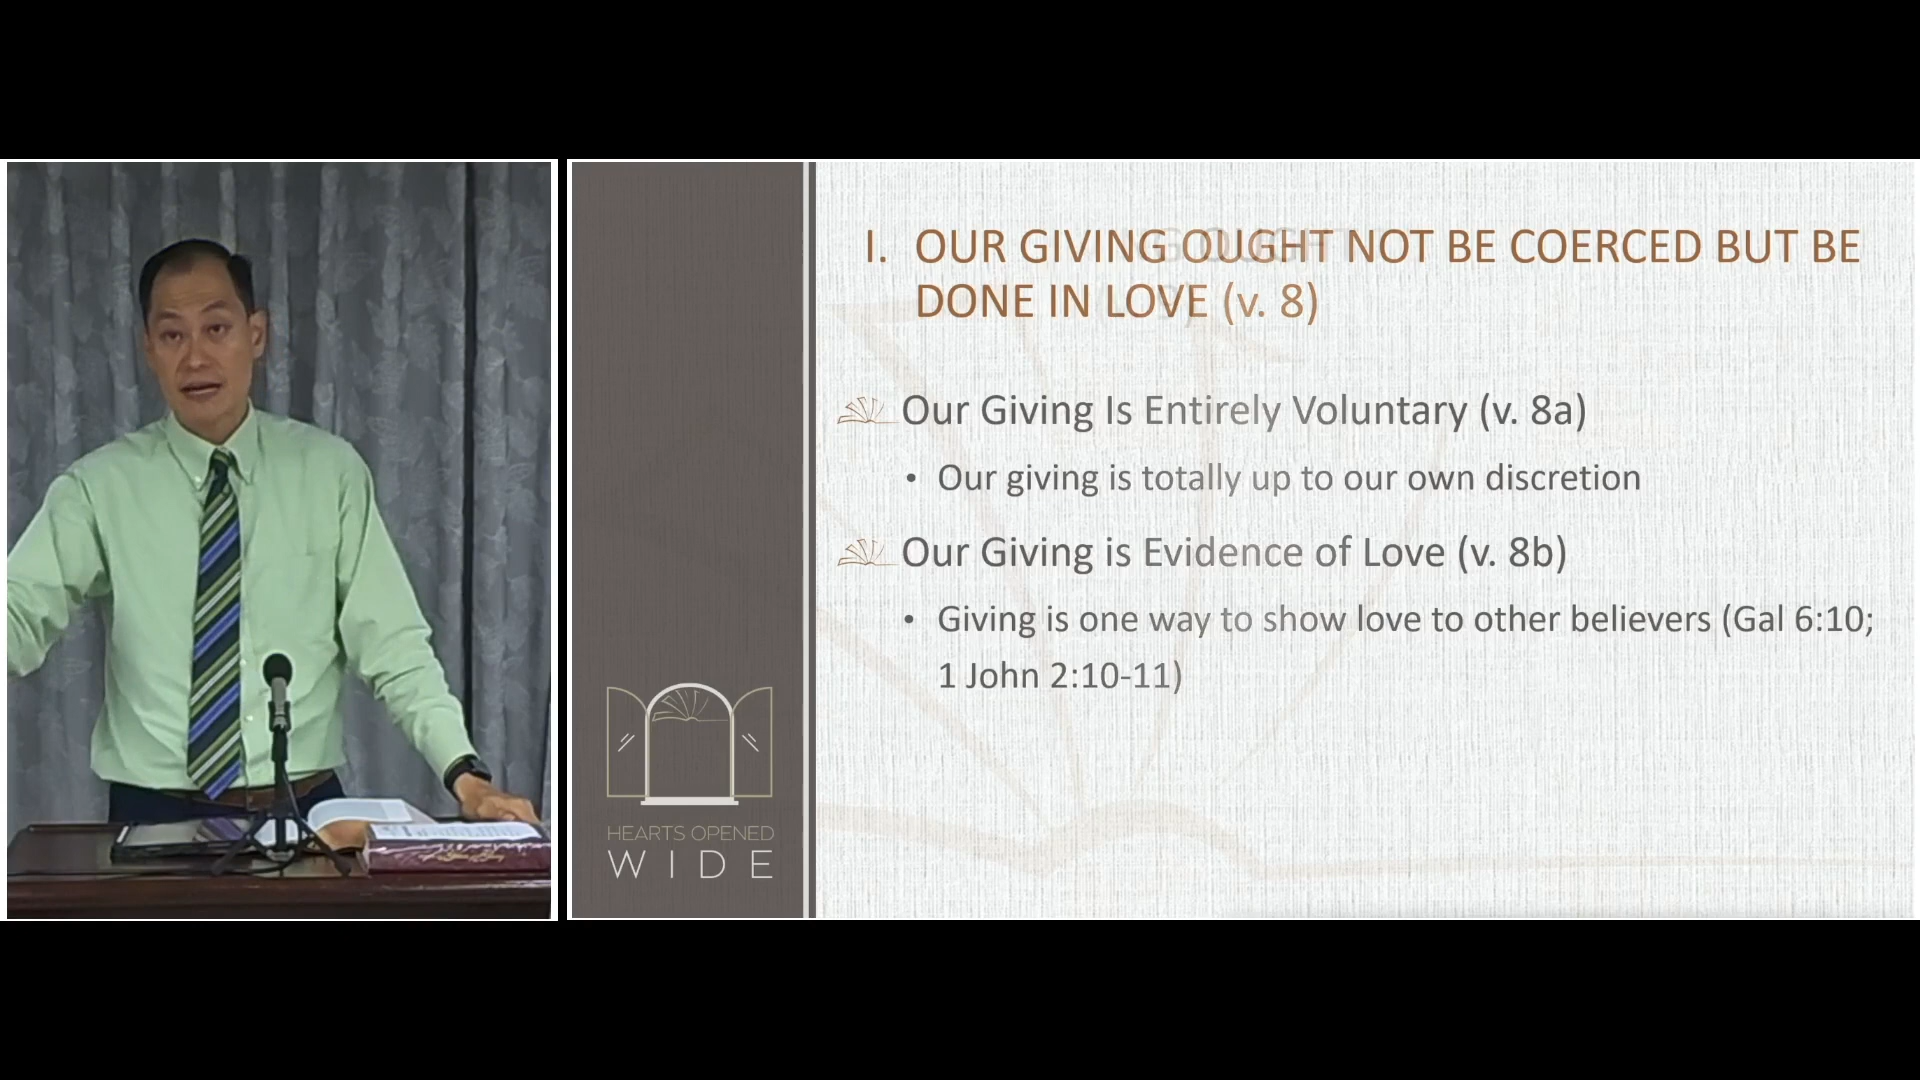 I. OUR GIVING OUGHT NOT BE COERCED BUT BE
DONE IN LOVE (v. 8)
Our Giving Is Entirely Voluntary (v. 8a)
• Our giving is totally up to our own discretion
Our Giving is Evidence of Love (v. 8b)
• Giving is one way to show love to other believers (Gal 6:10;
1 John 2:10-11)
HEARTS OPENED
WIDE